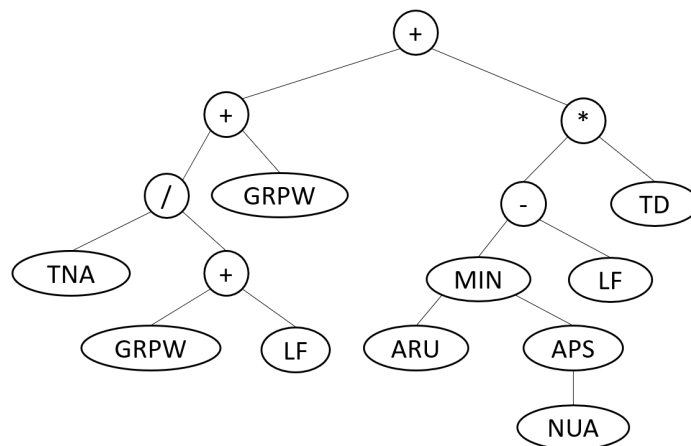 +
+
*
/
GRPW
-
TD
TNA
+
MIN
LF
GRPW
LF
ARU
APS
NUA